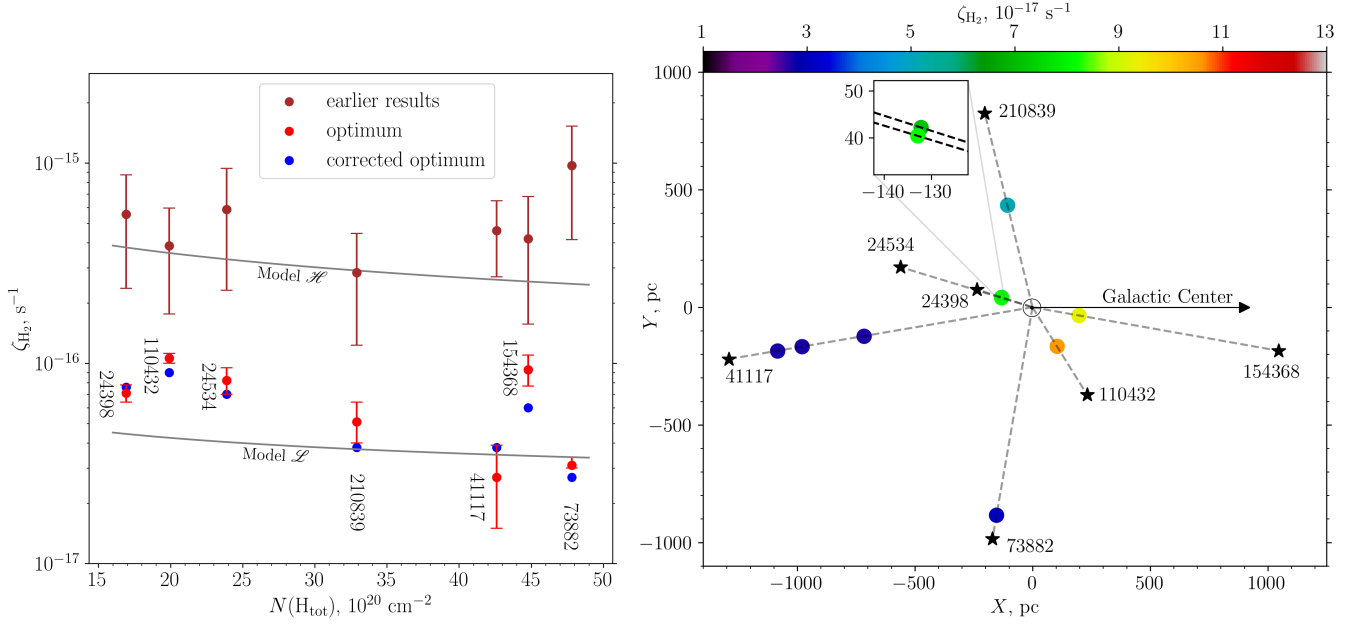 earlier results
optimum
corrected optimum
10⁻¹⁵
10⁻¹⁶
10⁻¹⁷
ζ_H₂, s⁻¹
Model ℋ
Model ℒ
24398
110432
24534
210839
41117
154368
73882
15 20 25 30 35 40 45 50
N(H_tot), 10²⁰ cm⁻²
ζ_H₂, 10⁻¹⁷ s⁻¹
1 3 5 7 9 11 13
1000
500
0
−500
−1000
Y, pc
50
40
−140 −130
210839
24534
24398
Galactic Center
41117
154368
110432
73882
−1000 −500 0 500 1000
X, pc